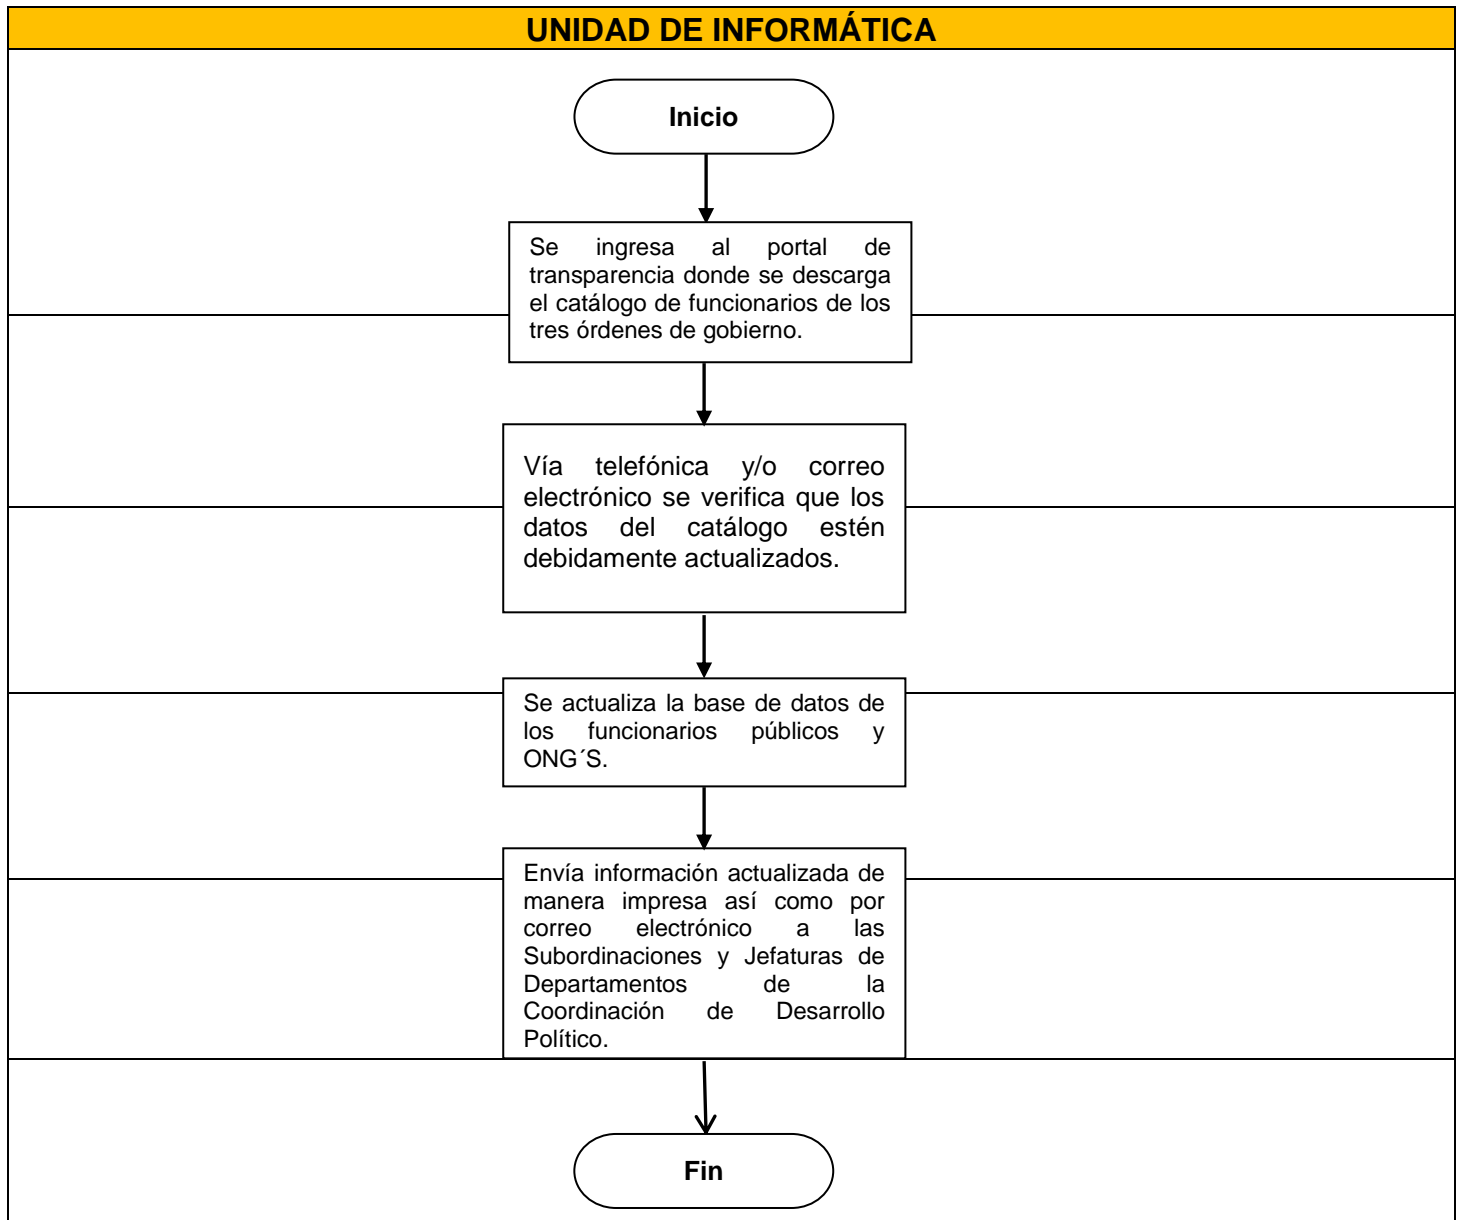 UNIDAD DE INFORMÁTICA
Inicio
Se ingresa al portal de
transparencia donde se descarga
el catálogo de funcionarios de los
tres órdenes de gobierno.
Vía telefónica y/o correo
electrónico se verifica que los
datos del catálogo estén
debidamente actualizados.
Se actualiza la base de datos de
los funcionarios públicos y
ONG´S.
Envía información actualizada de
manera impresa así como por
correo electrónico a las
Subordinaciones y Jefaturas de
Departamentos de la
Coordinación de Desarrollo
Político.
Fin